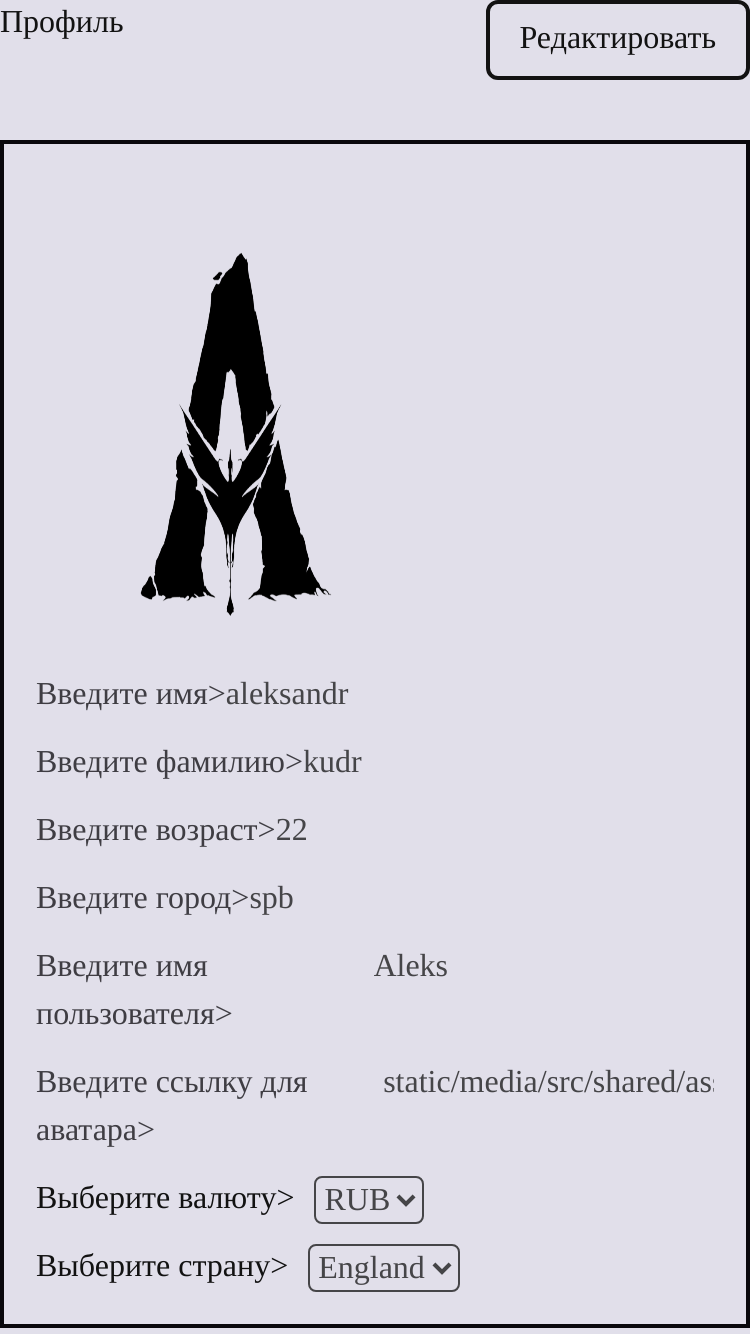 Профиль
Редактировать
Введите имя>aleksandr
Введите фамилию>kudr
Введите возраст>22
Введите город>spb
Введите имя Aleks
пользователя>
Введите ссылку для static/media/src/shared/as
аватара>
Выберите валюту> RUB
Выберите страну> England